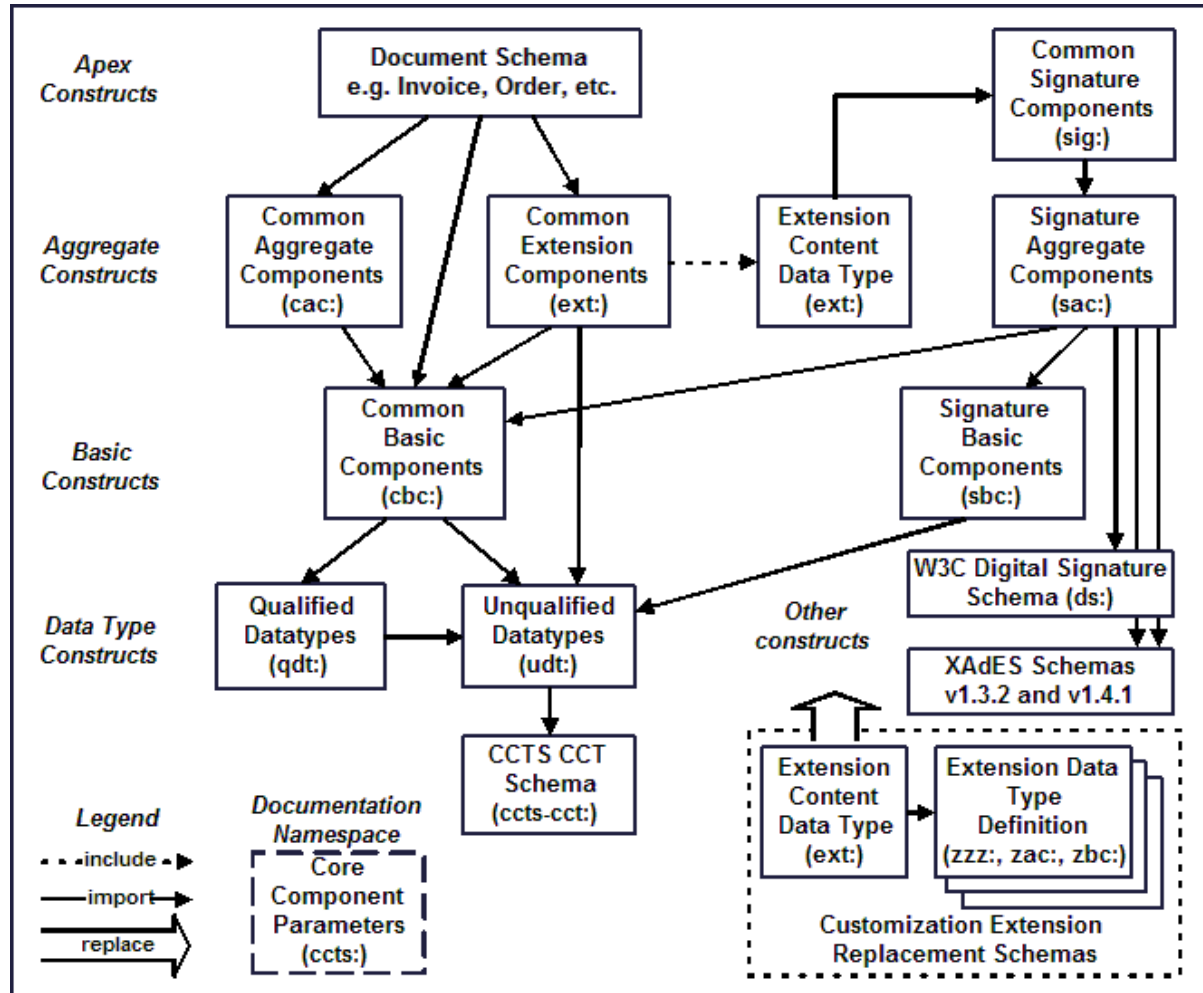 Apex
Constructs
Document Schema
e.g. Invoice, Order, etc.
Common
Signature
Components
(sig:)
Aggregate
Constructs
Common
Aggregate
Components
(cac:)
Common
Extension
Components
(ext:)
Extension
Content
Data Type
(ext:)
Signature
Aggregate
Components
(sac:)
Basic
Constructs
Common
Basic
Components
(cbc:)
Signature
Basic
Components
(sbc:)
Data Type
Constructs
Qualified
Datatypes
(qdt:)
Unqualified
Datatypes
(udt:)
Other
constructs
W3C Digital Signature
Schema (ds:)
XAdES Schemas
v1.3.2 and v1.4.1
CCTS CCT
Schema
(ccts-cct:)
Extension
Content
Data Type
(ext:)
Extension Data
Type
Definition
(zzz:, zac:, zbc:)
Customization Extension
Replacement Schemas
Legend
include
import
replace
Documentation
Namespace
Core
Component
Parameters
(ccts:)